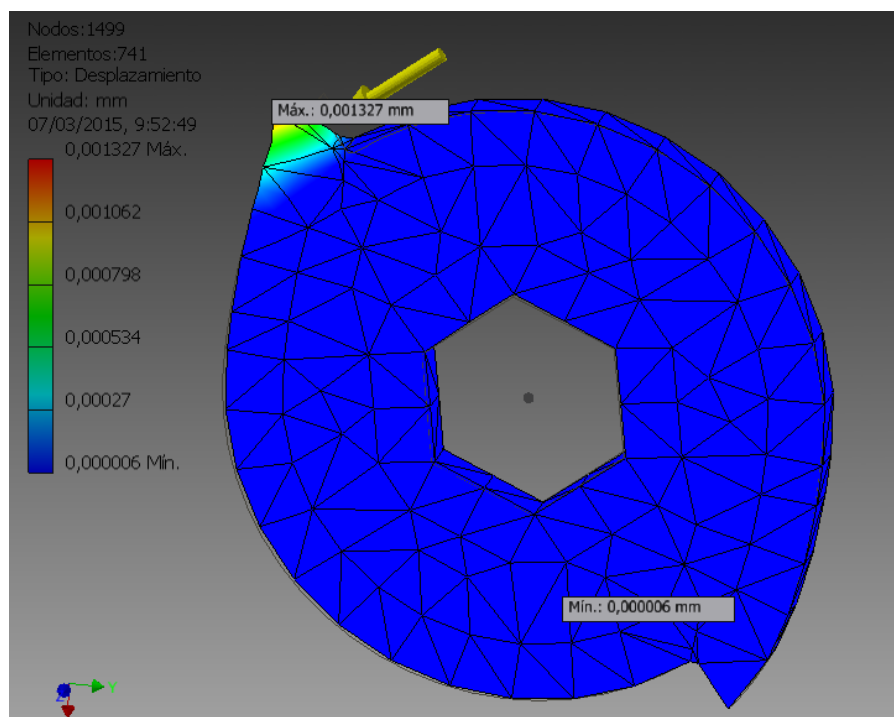 Nodos:1499
Elementos:741
Tipo: Desplazamiento
Unidad: mm
07/03/2015, 9:52:49
0,001327 Máx.
0,001062
0,000798
0,000534
0,00027
0,000006 Mín.
Máx.: 0,001327 mm
Mín.: 0,000006 mm
Z
Y